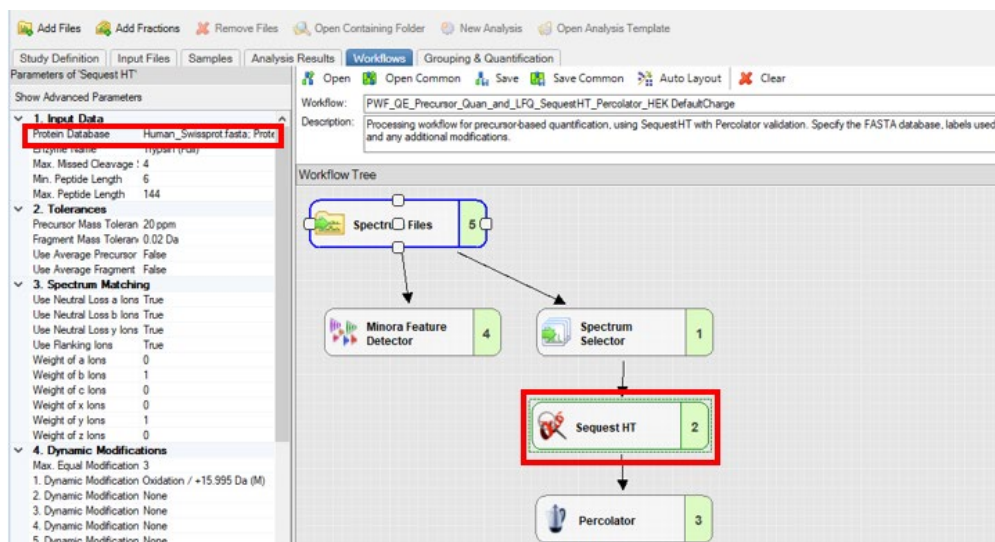 Add Files Add Fractions Remove Files Open Containing Folder New Analysis Open Analysis Template
Study Definition Input Files Samples Analysis Results Workflows Grouping & Quantification
Parameters of 'Sequest HT'
Show Advanced Parameters
1. Input Data
Protein Database Human_Swissprot.fasta; Prote
Enzyme Name Trypsin (Full)
Max. Missed Cleavage : 4
Min. Peptide Length 6
Max. Peptide Length 144
2. Tolerances
Precursor Mass Toleran 20 ppm
Fragment Mass Toleran 0.02 Da
Use Average Precursor False
Use Average Fragment False
3. Spectrum Matching
Use Neutral Loss a Ions True
Use Neutral Loss b Ions True
Use Neutral Loss y Ions True
Use Flanking Ions True
Weight of a Ions 0
Weight of b Ions 1
Weight of c Ions 0
Weight of x Ions 0
Weight of y Ions 1
Weight of z Ions 0
4. Dynamic Modifications
Max. Equal Modification 3
1. Dynamic Modification Oxidation / +15.995 Da (M)
2. Dynamic Modification None
3. Dynamic Modification None
4. Dynamic Modification None
5. Dynamic Modification None
Open Open Common Save Save Common Auto Layout Clear
Workflow: PWF_QE_Precursor_Quan_and_LFQ_SequestHT_Percolator_HEK DefaultCharge
Description: Processing workflow for precursor-based quantification, using SequestHT with Percolator validation. Specify the FASTA database, labels used
and any additional modifications.
Workflow Tree
Spectru Files 5
Minora Feature
Detector 4
Spectrum
Selector 1
Sequest HT 2
Percolator 3